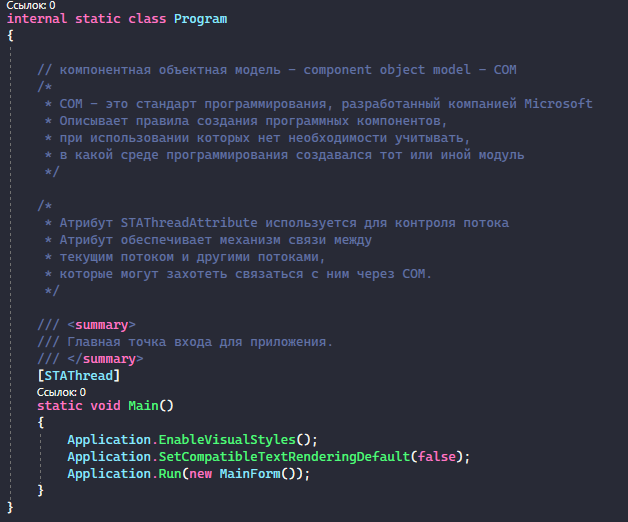 Ссылок: 0
internal static class Program
{
// компонентная объектная модель - component object model - COM
/*
* COM - это стандарт программирования, разработанный компанией Microsoft
* Описывает правила создания программных компонентов,
* при использовании которых нет необходимости учитывать,
* в какой среде программирования создавался тот или иной модуль
*/
/*
* Атрибут STAThreadAttribute используется для контроля потока
* Атрибут обеспечивает механизм связи между
* текущим потоком и другими потоками,
* которые могут захотеть связаться с ним через COM.
*/
/// <summary>
/// Главная точка входа для приложения.
/// </summary>
[STAThread]
Ссылок: 0
static void Main()
{
Application.EnableVisualStyles();
Application.SetCompatibleTextRenderingDefault(false);
Application.Run(new MainForm());
}
}